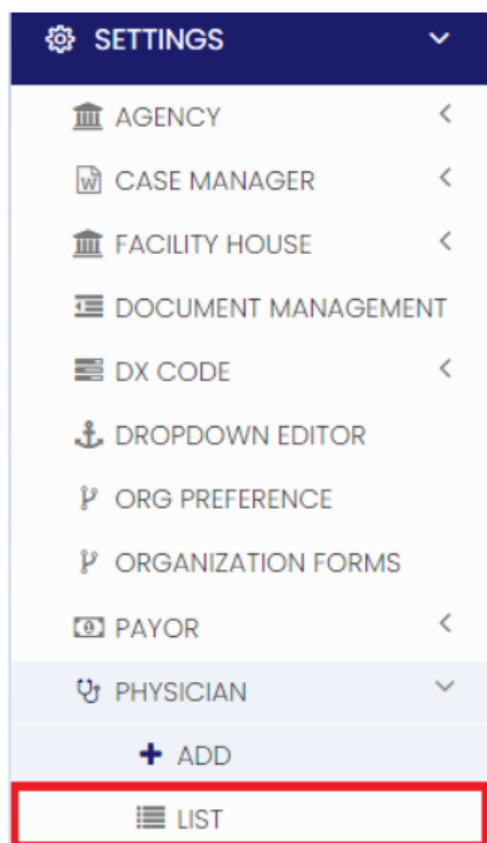 SETTINGS
AGENCY
CASE MANAGER
FACILITY HOUSE
DOCUMENT MANAGEMENT
DX CODE
DROPDOWN EDITOR
ORG PREFERENCE
ORGANIZATION FORMS
PAYOR
PHYSICIAN
ADD
LIST